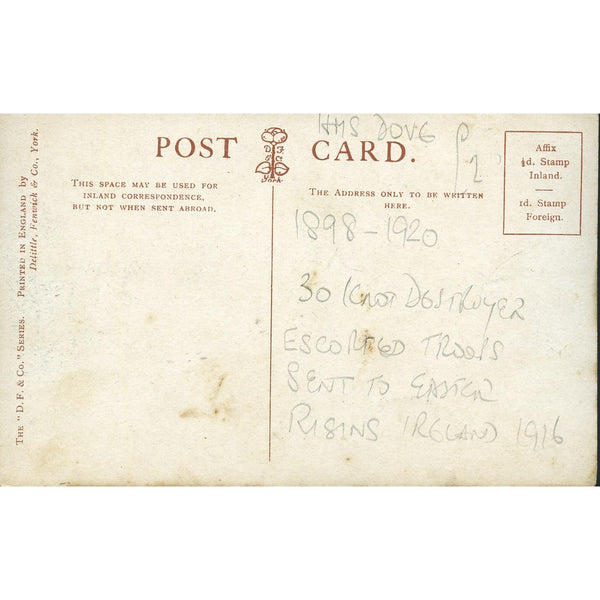 HMS DOVE
POST CARD.
D.F.
& Co
York.
THIS SPACE MAY BE USED FOR
INLAND CORRESPONDENCE,
BUT NOT WHEN SENT ABROAD.
THE ADDRESS ONLY TO BE WRITTEN
HERE.
Affix
½d. Stamp
Inland.
1d. Stamp
Foreign.
1898-1920
30 KNOT DESTROYER
ESCORTED TROOPS
SENT TO EASTER
RISING IRELAND 1916
THE "D. F. & CO." SERIES. PRINTED IN ENGLAND by
Delittle, Fenwick & Co., York.